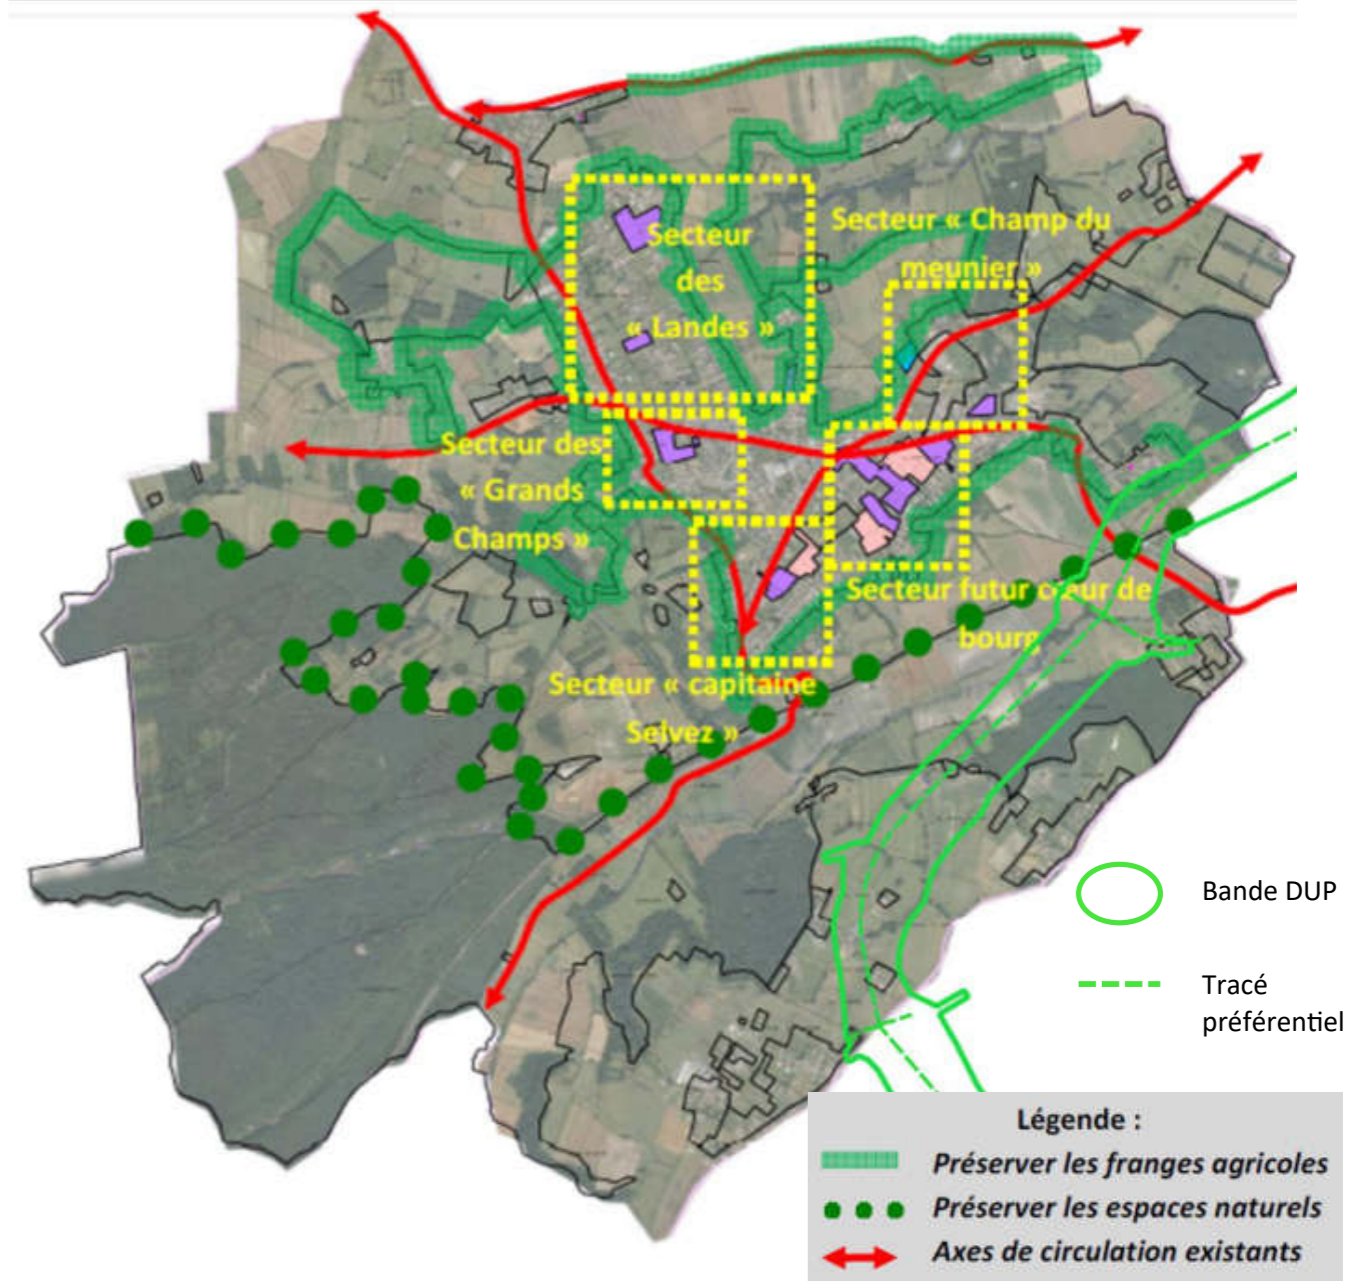 Secteur « Champ du
meunier »
Secteur
des
« Landes »
Secteur des
« Grands
Champs »
Secteur futur cœur de
bourg
Secteur « capitaine
Selvez »
Bande DUP
Tracé
préférentiel
Légende :
Préserver les franges agricoles
Préserver les espaces naturels
Axes de circulation existants